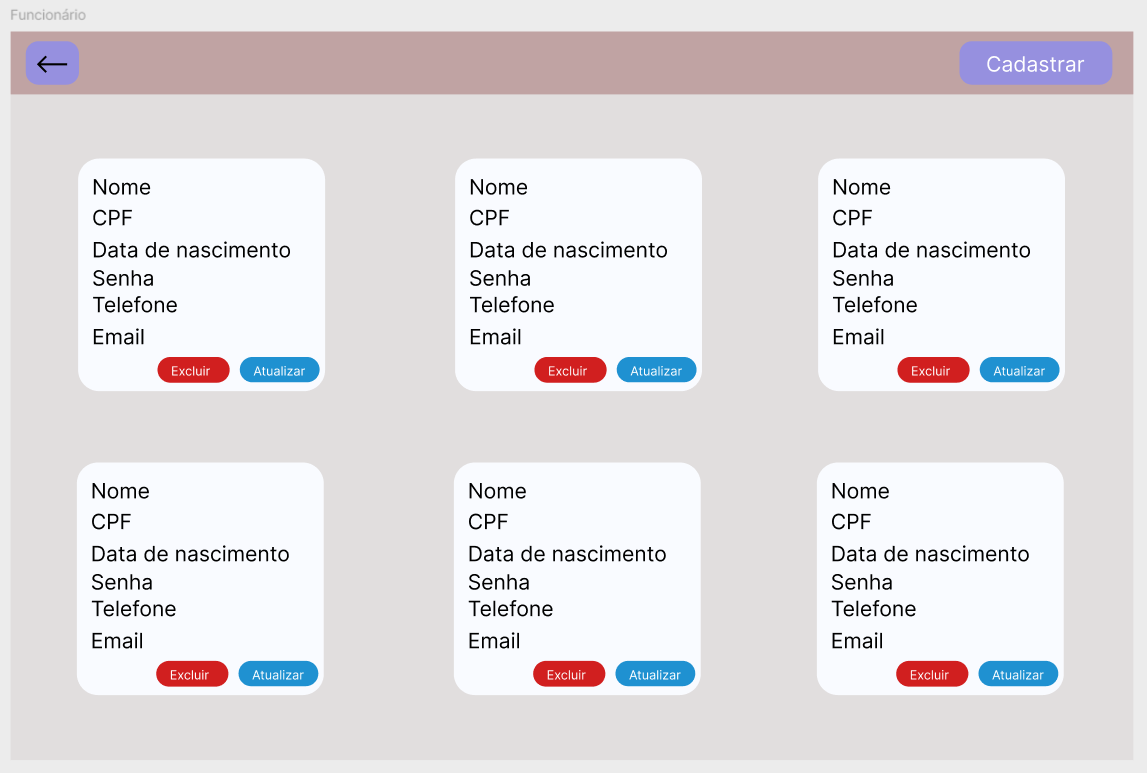 Funcionário
Cadastrar
Nome
CPF
Data de nascimento
Senha
Telefone
Email
Excluir
Atualizar
Nome
CPF
Data de nascimento
Senha
Telefone
Email
Excluir
Atualizar
Nome
CPF
Data de nascimento
Senha
Telefone
Email
Excluir
Atualizar
Nome
CPF
Data de nascimento
Senha
Telefone
Email
Excluir
Atualizar
Nome
CPF
Data de nascimento
Senha
Telefone
Email
Excluir
Atualizar
Nome
CPF
Data de nascimento
Senha
Telefone
Email
Excluir
Atualizar